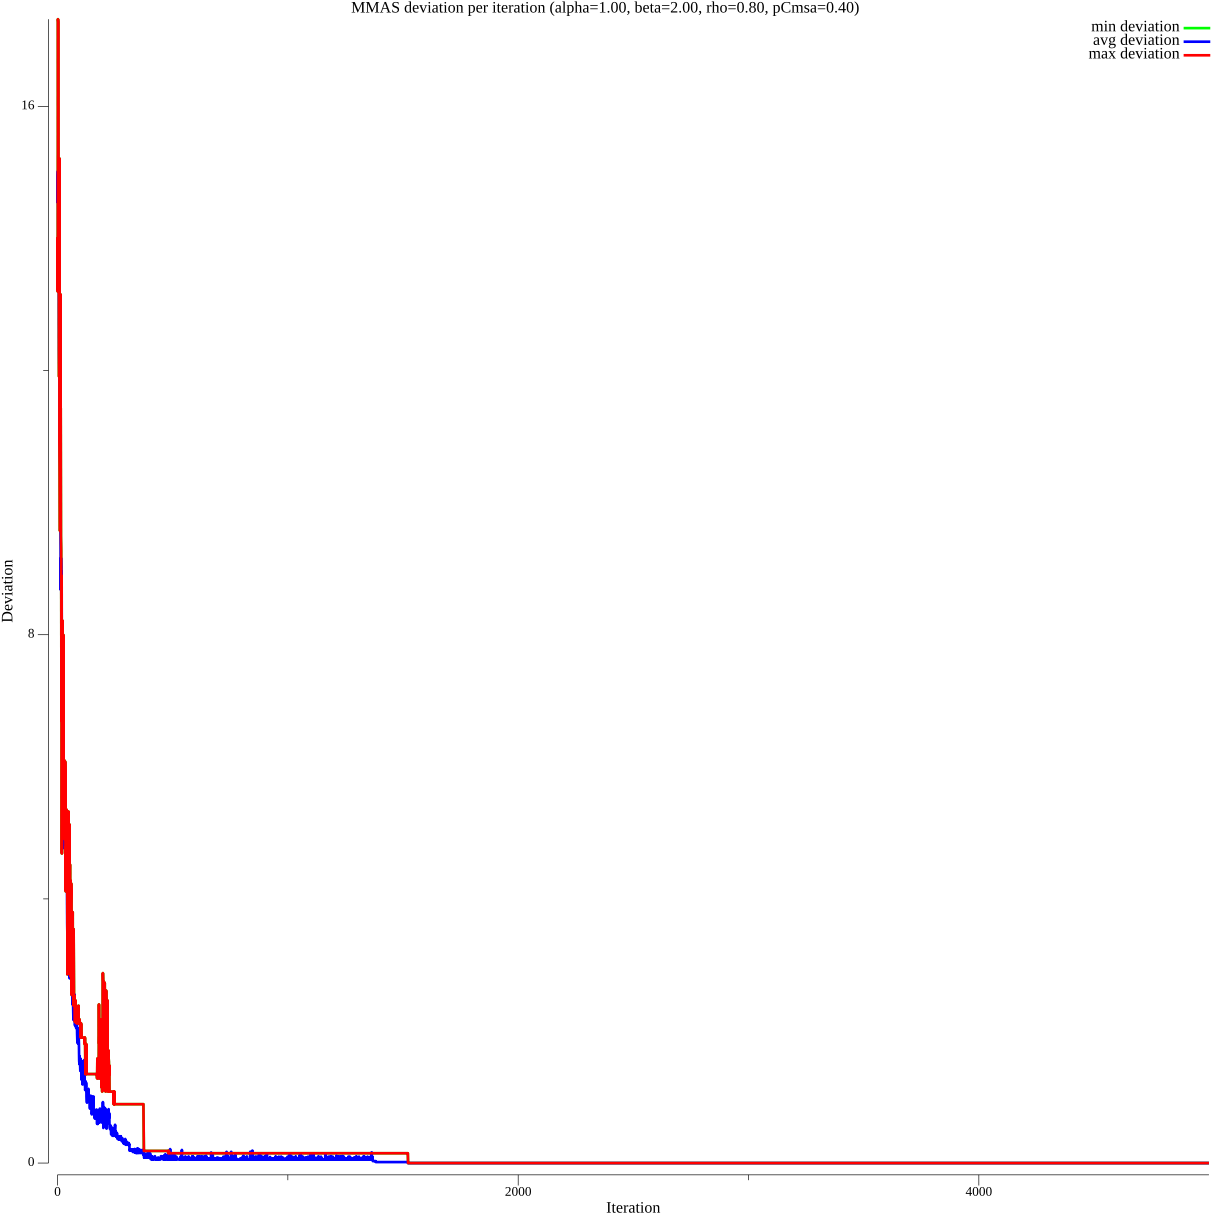 MMAS deviation per iteration (alpha=1.00, beta=2.00, rho=0.80, pCmsa=0.40)
min deviation
avg deviation
max deviation
16
8
0
Deviation
0
2000
4000
Iteration